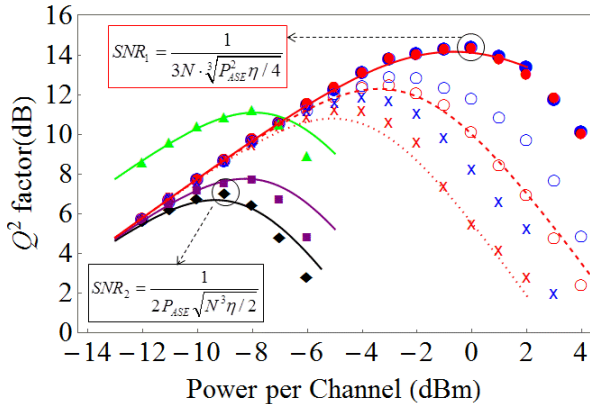 16
14
12
10
8
6
4
2
0
Q² factor(dB)
SNR₁ = 1 / (3N · ∛(P²_ASE η / 4))
SNR₂ = 1 / (2P_ASE √(N³η / 2))
−14 −12 −10 −8 −6 −4 −2 0 2 4
Power per Channel (dBm)